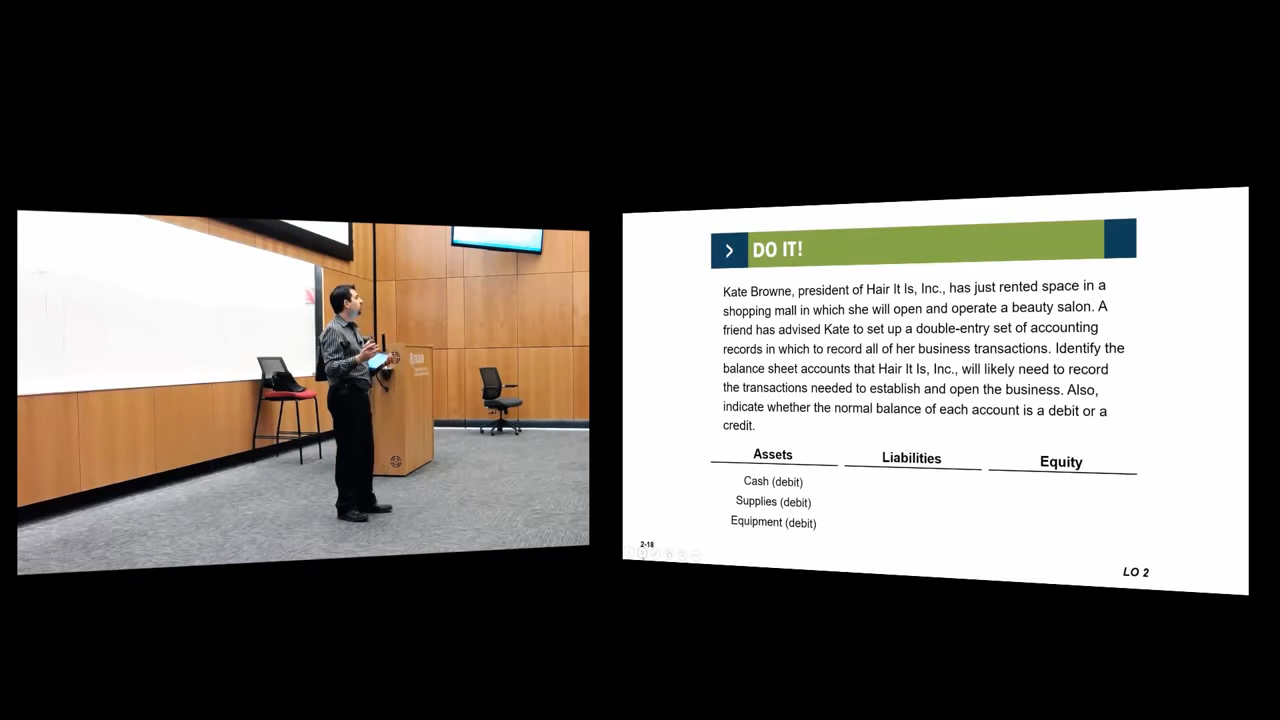 > DO IT!
Kate Browne, president of Hair It Is, Inc., has just rented space in a
shopping mall in which she will open and operate a beauty salon. A
friend has advised Kate to set up a double-entry set of accounting
records in which to record all of her business transactions. Identify the
balance sheet accounts that Hair It Is, Inc., will likely need to record
the transactions needed to establish and open the business. Also,
indicate whether the normal balance of each account is a debit or a
credit.
Assets Liabilities Equity
Cash (debit)
Supplies (debit)
Equipment (debit)
2-18
LO 2